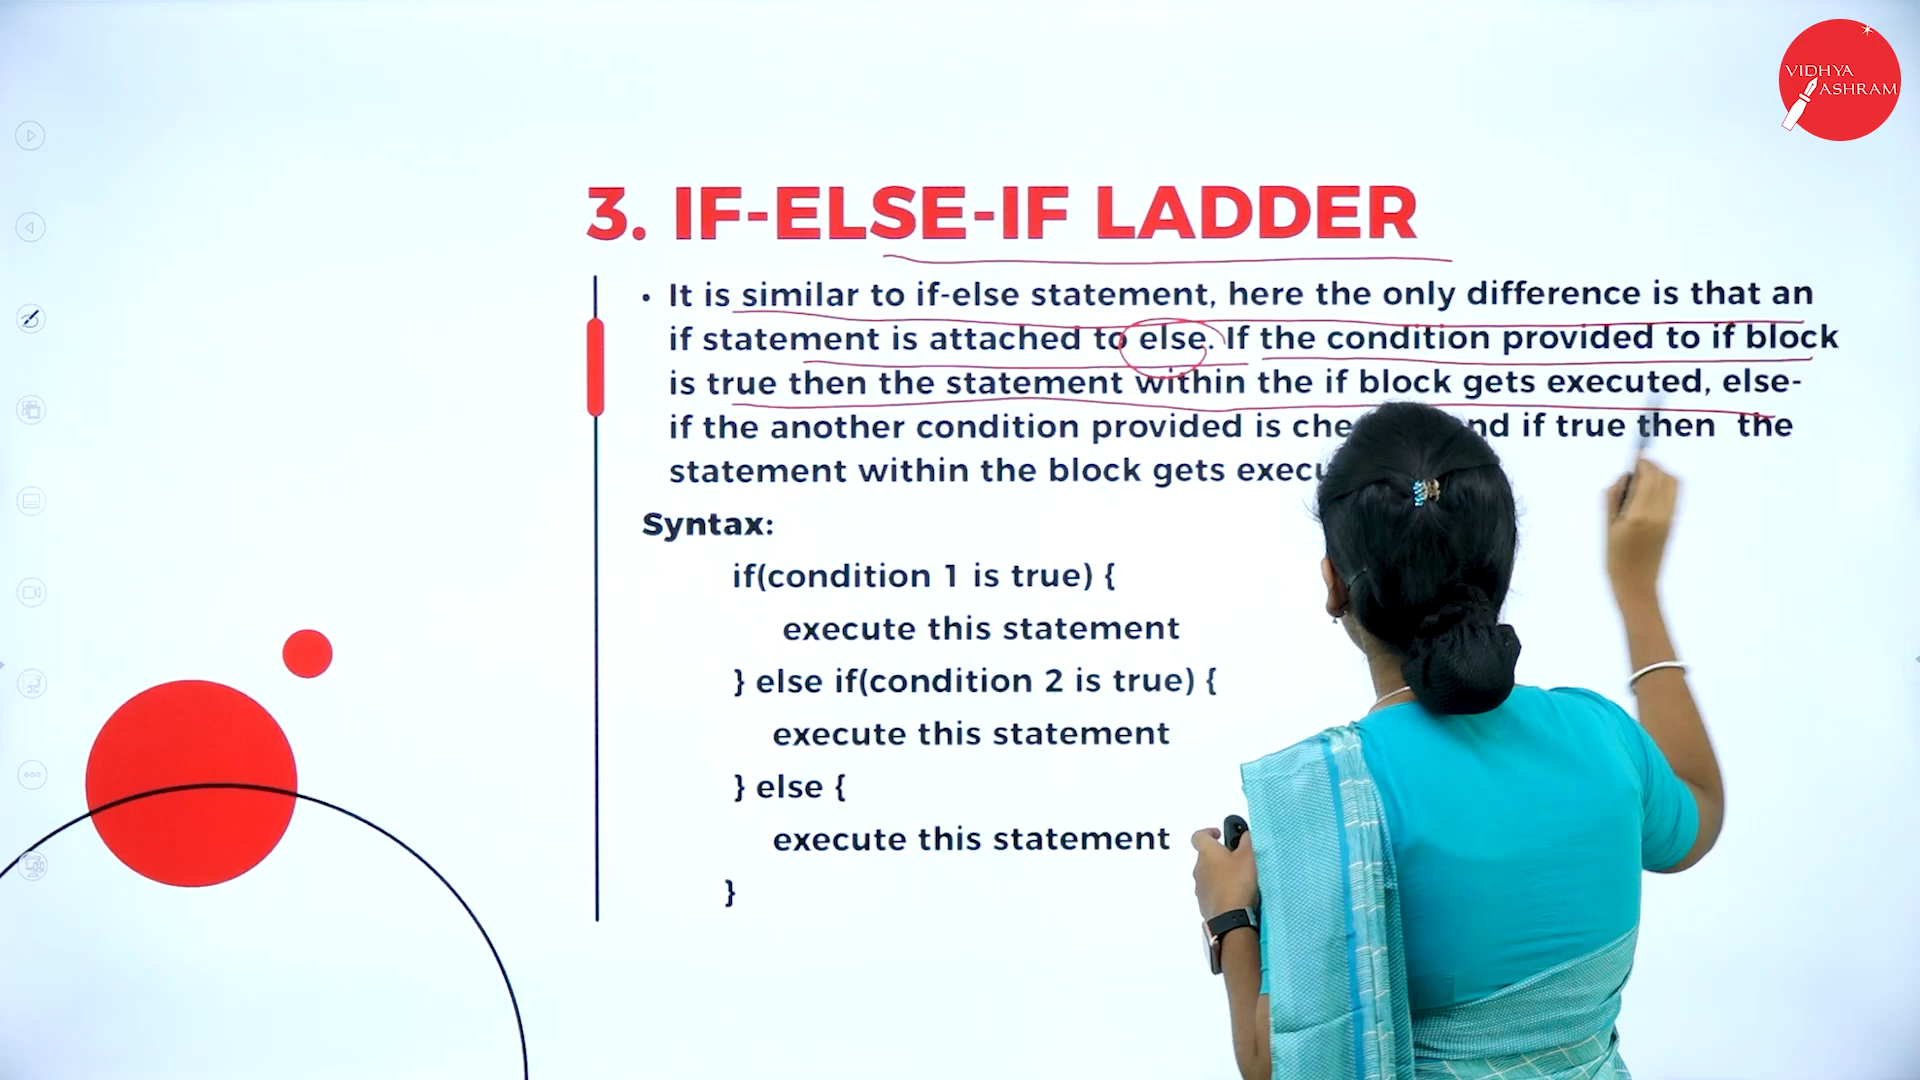 VIDHYA
ASHRAM
3. IF-ELSE-IF LADDER
• It is similar to if-else statement, here the only difference is that an
if statement is attached to else. If the condition provided to if block
is true then the statement within the if block gets executed, else-
if the another condition provided is if true then the
statement within the block gets
Syntax:
if(condition 1 is true) {
execute this statement
} else if(condition 2 is true) {
execute this statement
} else {
execute this statement
}